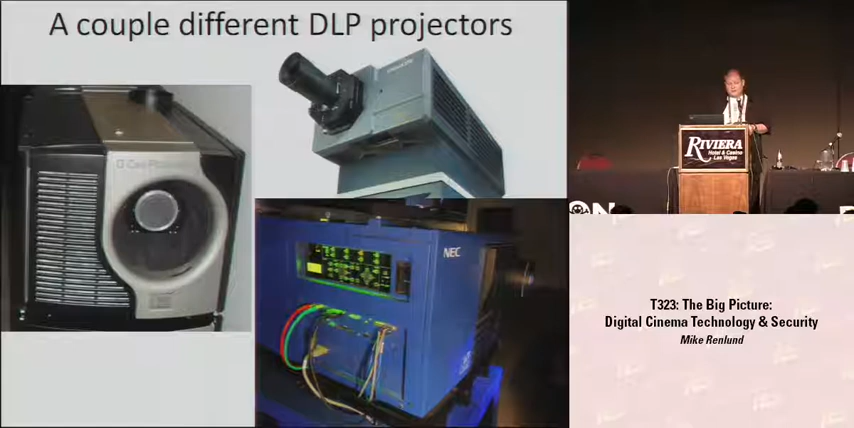 A couple different DLP projectors
NEC
RIVIERA
Hotel & Casino
Las Vegas
T323: The Big Picture:
Digital Cinema Technology & Security
Mike Renlund